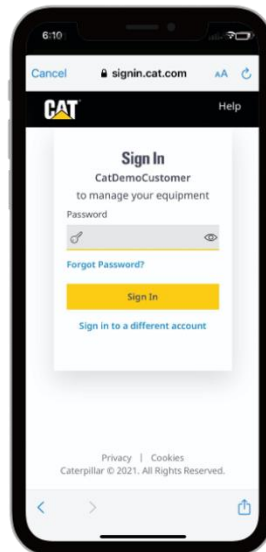 6:10
Cancel signin.cat.com AA
CAT Help
Sign In
CatDemoCustomer
to manage your equipment
Password
Forgot Password?
Sign In
Sign in to a different account
Privacy | Cookies
Caterpillar © 2021. All Rights Reserved.